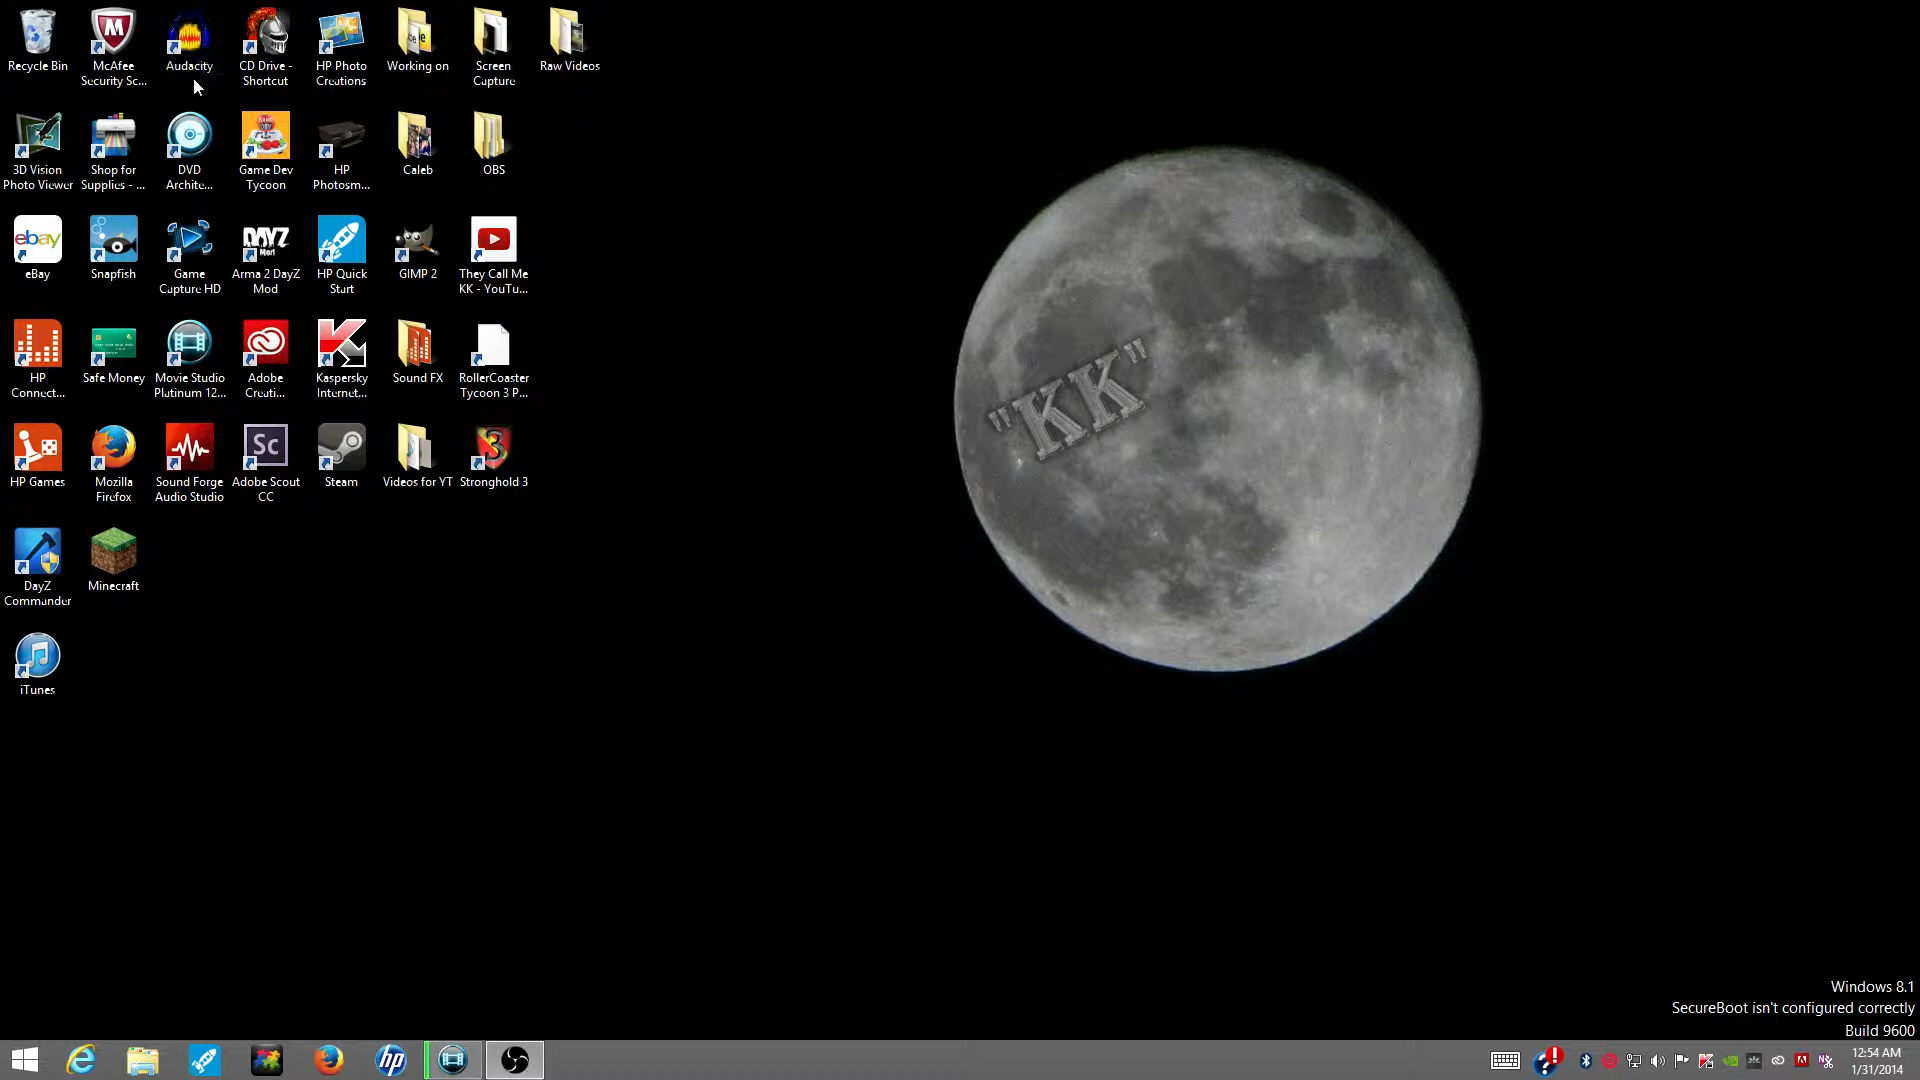 Recycle Bin
McAfee
Security Sc...
Audacity
CD Drive -
Shortcut
HP Photo
Creations
Working on
Screen
Capture
Raw Videos
3D Vision
Photo Viewer
Shop for
Supplies - ...
DVD
Archite...
GAME DEV
Game Dev
Tycoon
HP
Photosm...
Caleb
OBS
ebay
eBay
Snapfish
Game
Capture HD
DAYZ
Mod
Arma 2 DayZ
Mod
HP Quick
Start
GIMP 2
They Call Me
KK - YouTu...
HP
Connect...
Safe Money
Movie Studio
Platinum 12...
Adobe
Creati...
Kaspersky
Internet...
Sound FX
RollerCoaster
Tycoon 3 P...
HP Games
Mozilla
Firefox
Sound Forge
Audio Studio
Sc
Adobe Scout
CC
Steam
Videos for YT
3
Stronghold 3
DayZ
Commander
Minecraft
iTunes
"KK"
Windows 8.1
SecureBoot isn't configured correctly
Build 9600
hp
12:54 AM
1/31/2014